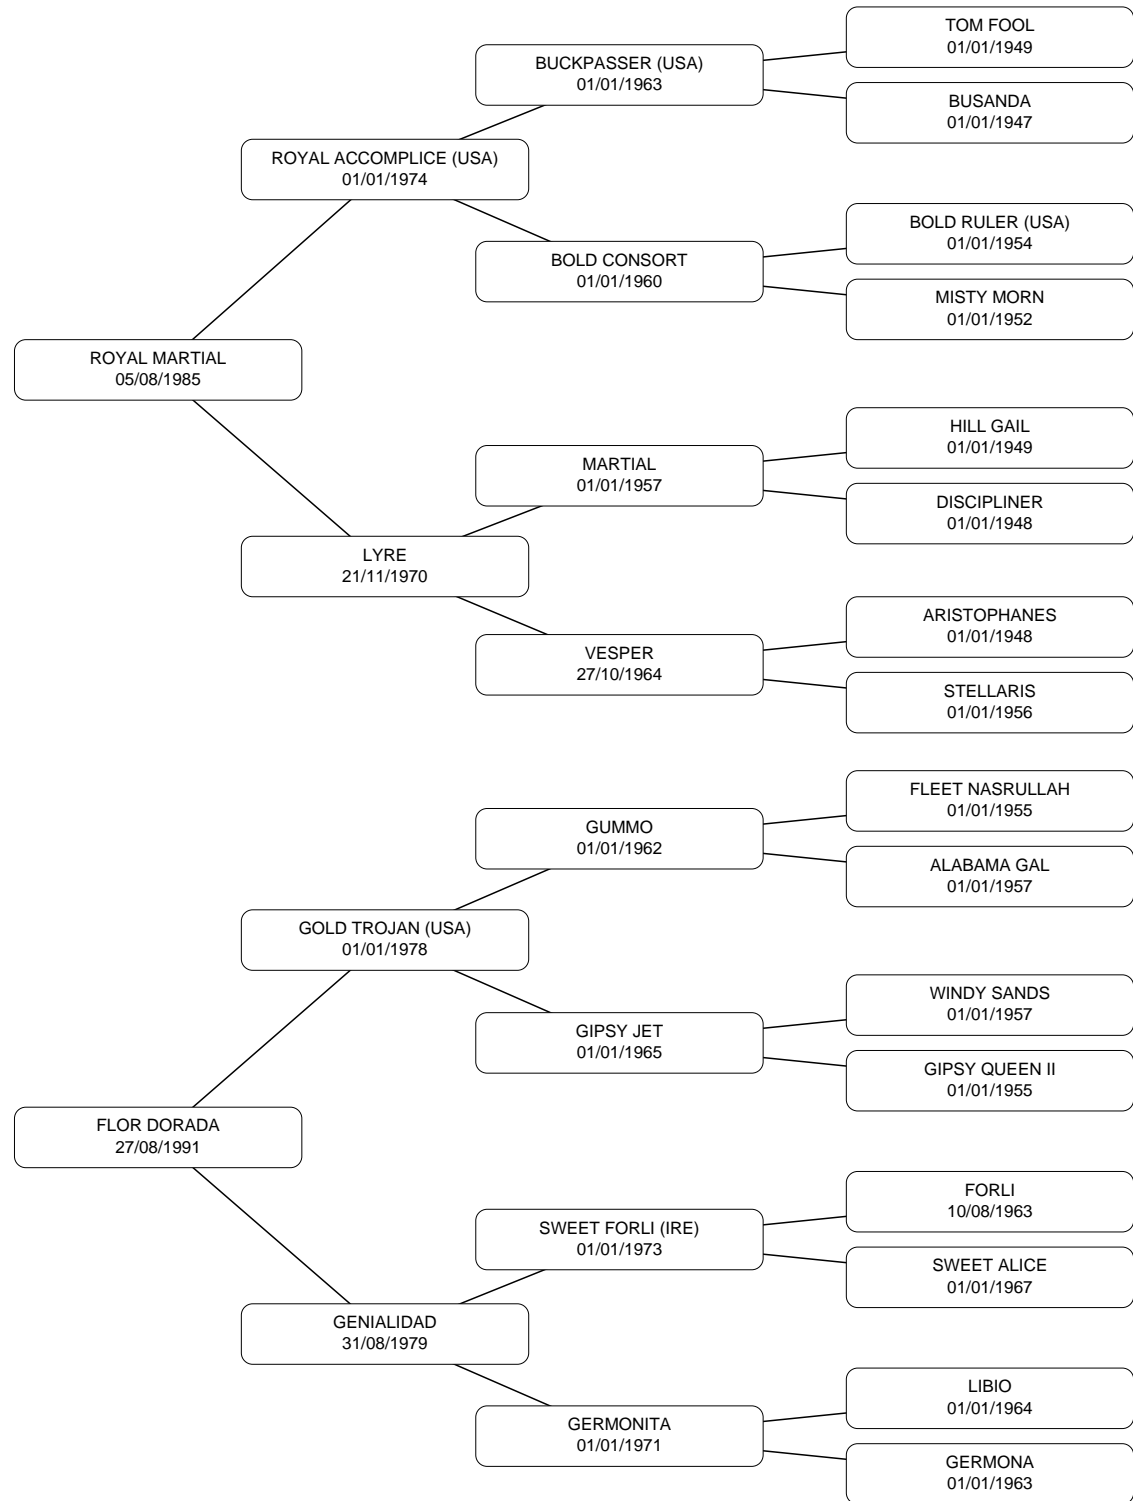 TOM FOOL
01/01/1949
BUCKPASSER (USA)
01/01/1963
BUSANDA
01/01/1947
ROYAL ACCOMPLICE (USA)
01/01/1974
BOLD RULER (USA)
01/01/1954
BOLD CONSORT
01/01/1960
MISTY MORN
01/01/1952
ROYAL MARTIAL
05/08/1985
HILL GAIL
01/01/1949
MARTIAL
01/01/1957
DISCIPLINER
01/01/1948
LYRE
21/11/1970
ARISTOPHANES
01/01/1948
VESPER
27/10/1964
STELLARIS
01/01/1956
FLEET NASRULLAH
01/01/1955
GUMMO
01/01/1962
ALABAMA GAL
01/01/1957
GOLD TROJAN (USA)
01/01/1978
WINDY SANDS
01/01/1957
GIPSY JET
01/01/1965
GIPSY QUEEN II
01/01/1955
FLOR DORADA
27/08/1991
FORLI
10/08/1963
SWEET FORLI (IRE)
01/01/1973
SWEET ALICE
01/01/1967
GENIALIDAD
31/08/1979
LIBIO
01/01/1964
GERMONITA
01/01/1971
GERMONA
01/01/1963